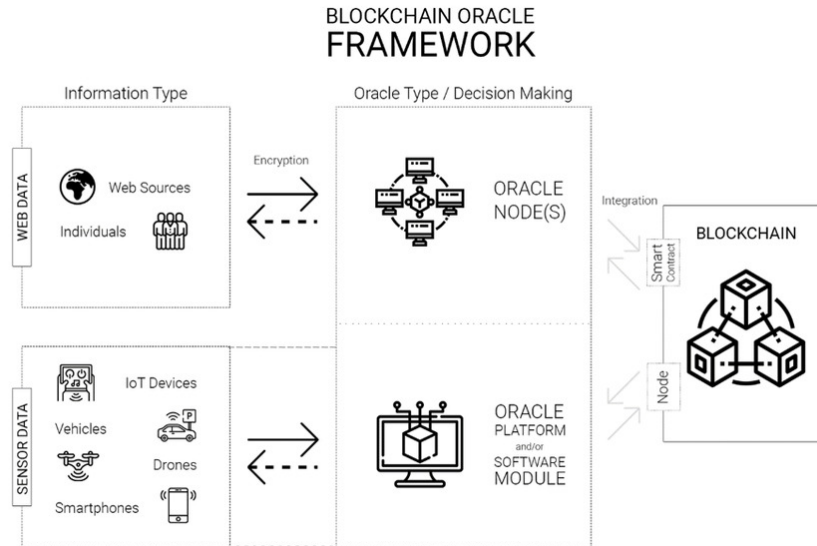 BLOCKCHAIN ORACLE
FRAMEWORK
Information Type
Oracle Type / Decision Making
WEB DATA
Web Sources
Individuals
Encryption
ORACLE
NODE(S)
Integration
BLOCKCHAIN
Smart
Contract
Node
SENSOR DATA
IoT Devices
Vehicles
Drones
Smartphones
P
ORACLE
PLATFORM
and/or
SOFTWARE
MODULE